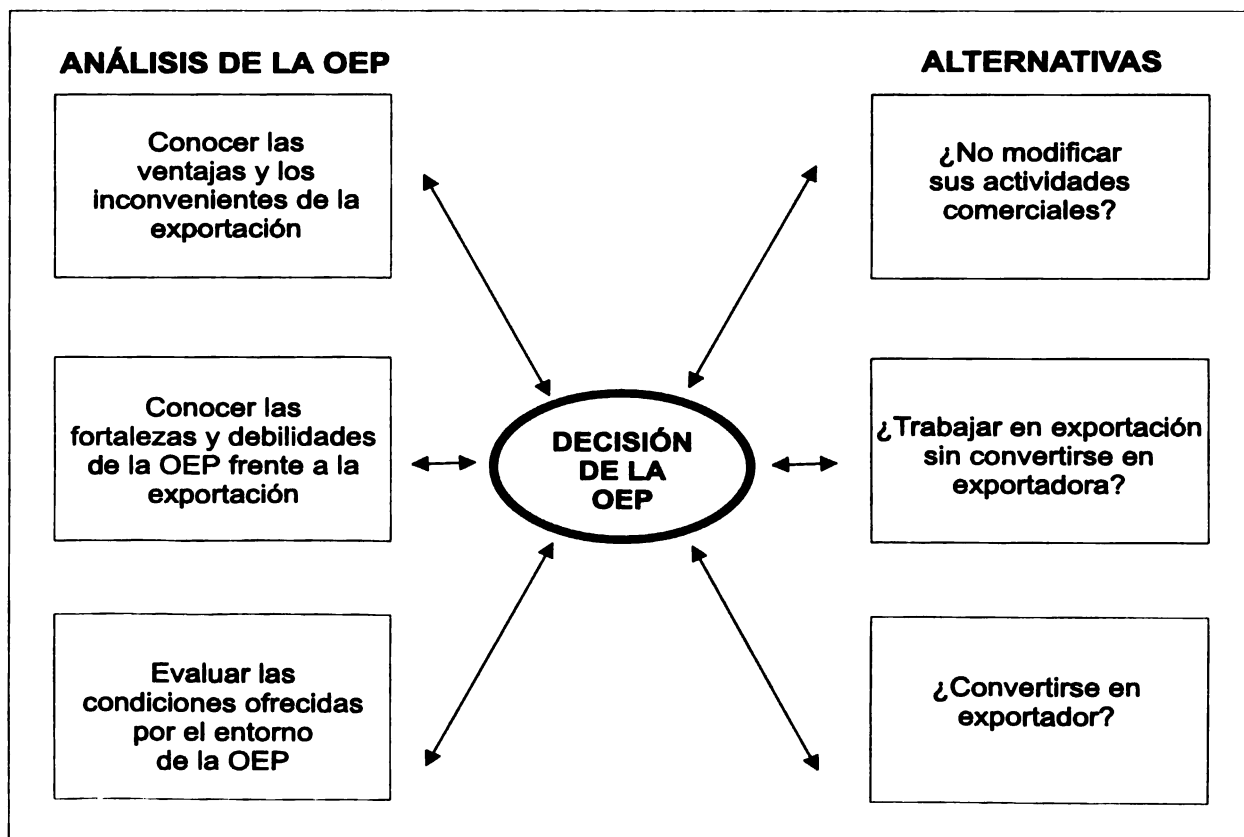 ANÁLISIS DE LA OEP
Conocer las
ventajas y los
inconvenientes de la
exportación
Conocer las
fortalezas y debilidades
de la OEP frente a la
exportación
Evaluar las
condiciones ofrecidas
por el entorno
de la OEP
DECISIÓN
DE LA
OEP
ALTERNATIVAS
¿No modificar
sus actividades
comerciales?
¿Trabajar en exportación
sin convertirse en
exportadora?
¿Convertirse en
exportador?